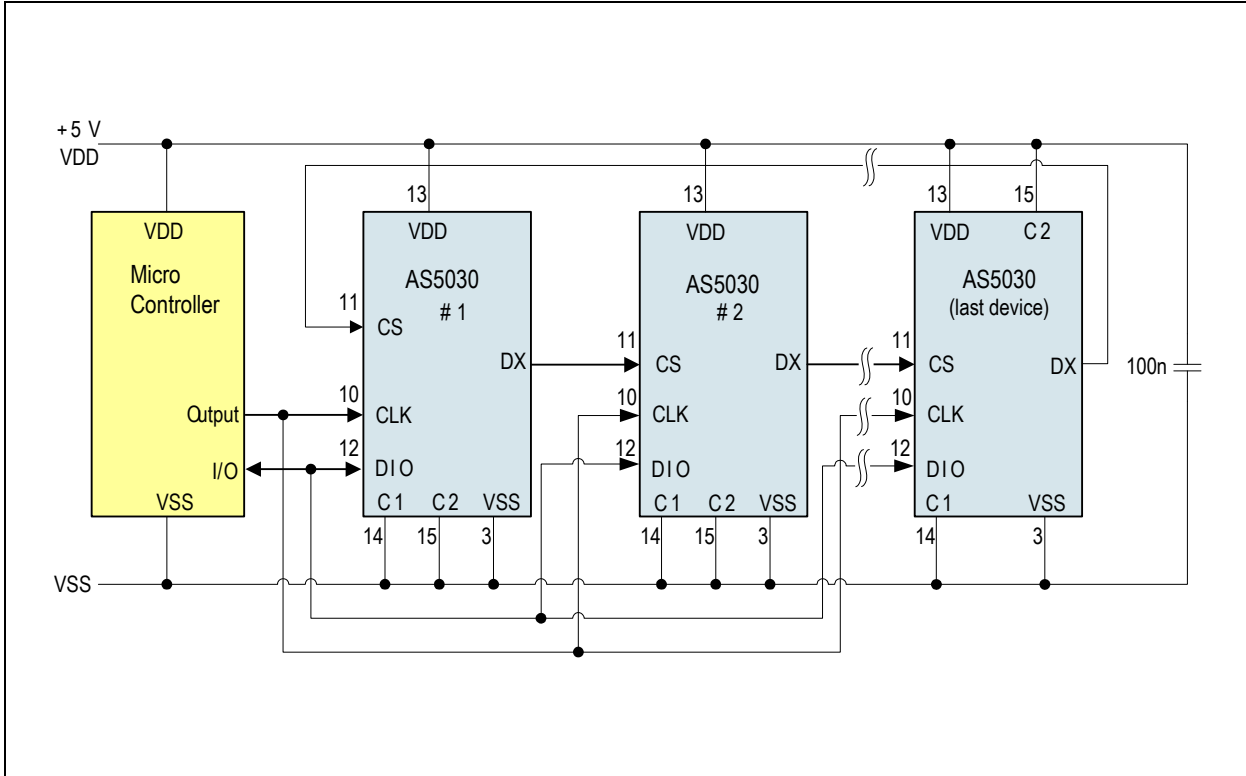 +5 V
VDD
13
13
13
15
VDD
Micro
Controller
Output
I/O
VSS
VDD
AS5030
# 1
11
CS
DX
10
CLK
12
DIO
C1
C2
VSS
14
15
3
VDD
AS5030
# 2
11
CS
DX
10
CLK
12
DIO
C1
C2
VSS
14
15
3
VDD
C2
AS5030
(last device)
11
CS
DX
10
CLK
12
DIO
C1
VSS
14
3
100n
VSS